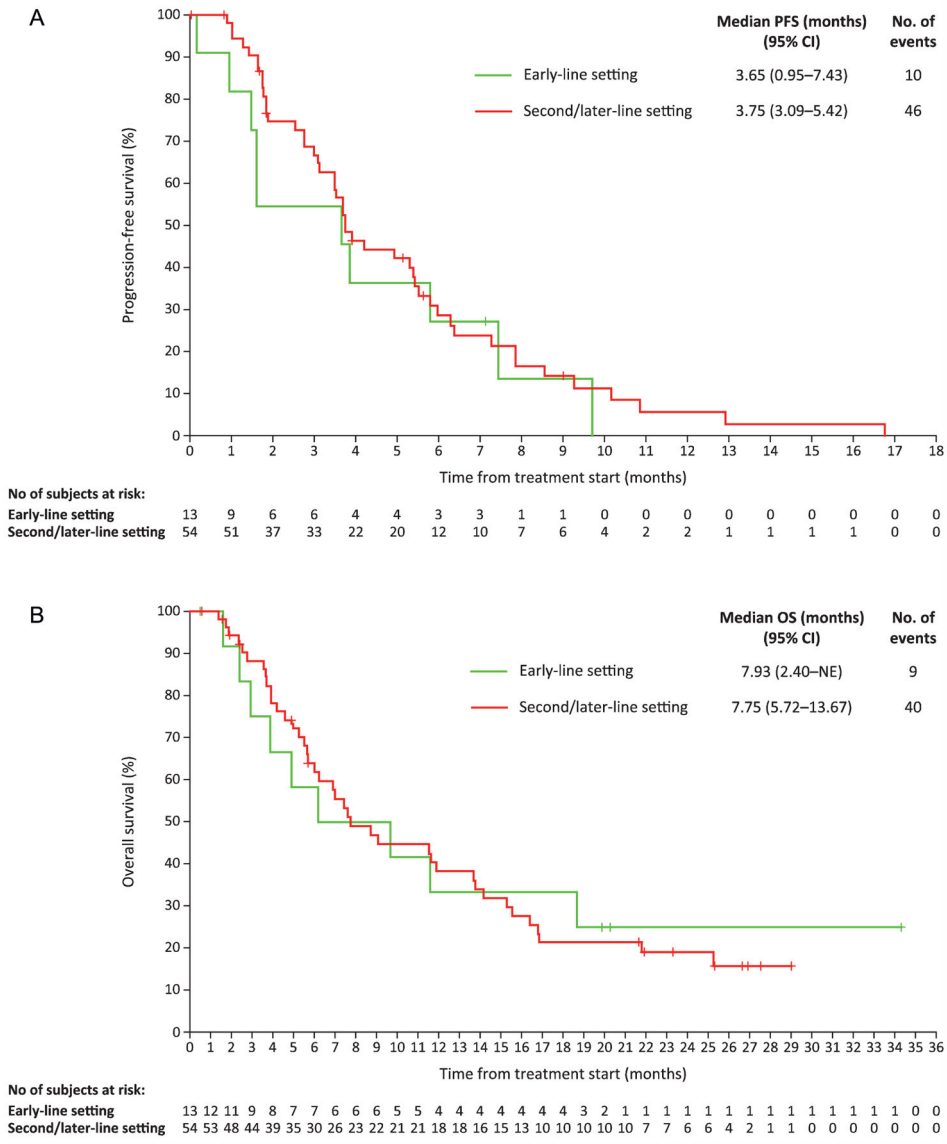 A
Median PFS (months) No. of
(95% CI) events
Early-line setting 3.65 (0.95–7.43) 10
Second/later-line setting 3.75 (3.09–5.42) 46
Progression-free survival (%)
100
90
80
70
60
50
40
30
20
10
0
0 1 2 3 4 5 6 7 8 9 10 11 12 13 14 15 16 17 18
Time from treatment start (months)
No of subjects at risk:
Early-line setting 13 9 6 6 4 4 3 3 1 1 0 0 0 0 0 0 0 0 0
Second/later-line setting 54 51 37 33 22 20 12 10 7 6 4 2 2 1 1 1 1 0 0
B
Median OS (months) No. of
(95% CI) events
Early-line setting 7.93 (2.40–NE) 9
Second/later-line setting 7.75 (5.72–13.67) 40
Overall survival (%)
100
90
80
70
60
50
40
30
20
10
0
0 1 2 3 4 5 6 7 8 9 10 11 12 13 14 15 16 17 18 19 20 21 22 23 24 25 26 27 28 29 30 31 32 33 34 35 36
Time from treatment start (months)
No of subjects at risk:
Early-line setting 13 12 11 9 8 7 7 6 6 6 5 5 4 4 4 4 4 4 4 3 2 1 1 1 1 1 1 1 1 1 1 1 1 1 1 0 0
Second/later-line setting 54 53 48 44 39 35 30 26 23 22 21 21 18 18 16 15 13 10 10 10 10 10 7 7 6 6 4 2 1 1 0 0 0 0 0 0 0